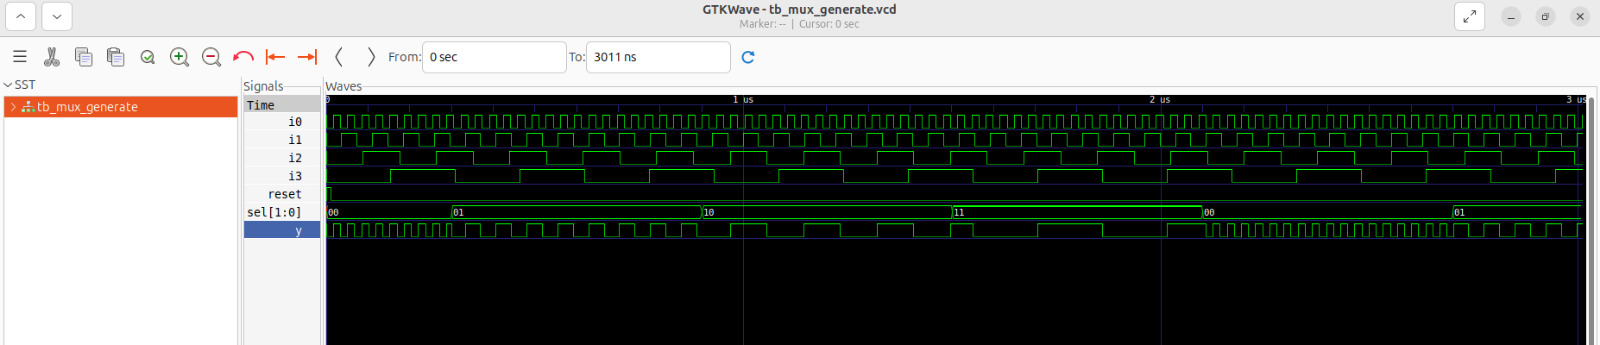 GTKWave - tb_mux_generate.vcd
Marker: -- | Cursor: 0 sec
From: 0 sec To: 3011 ns
SST
Signals
Waves
tb_mux_generate
Time
0 1 us 2 us 3 us
i0
i1
i2
i3
reset
sel[1:0] 00 01 10 11 00 01
y